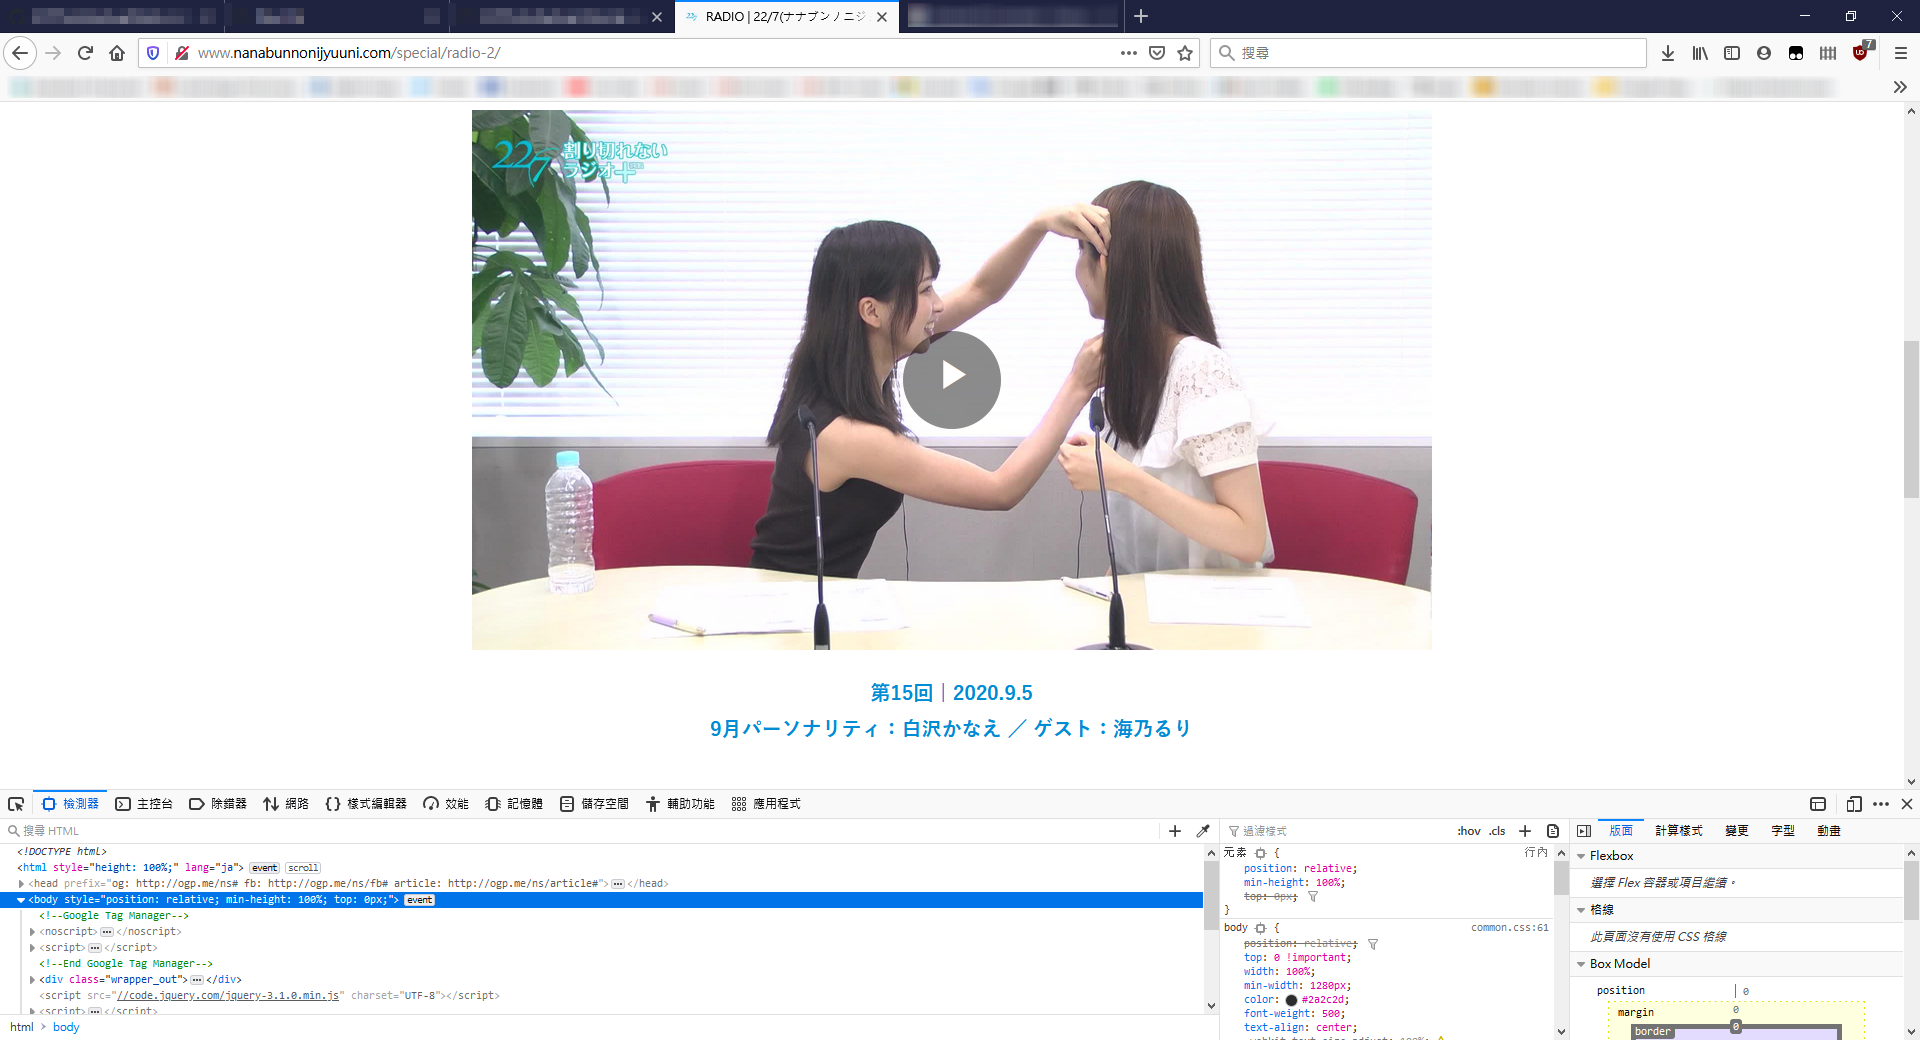 RADIO | 22/7(ナナブンノニジ
www.nanabunnonijyuuni.com/special/radio-2/
搜尋
7
22/7 割り切れない
ラジオ+
第15回｜2020.9.5
9月パーソナリティ：白沢かなえ ／ ゲスト：海乃るり
檢測器 主控台 除錯器 網路 樣式編輯器 效能 記憶體 儲存空間 輔助功能 應用程式
搜尋 HTML
<!DOCTYPE html>
<html style="height: 100%;" lang="ja"> event scroll
<head prefix="og: http://ogp.me/ns# fb: http://ogp.me/ns/fb# article: http://ogp.me/ns/article#"> ••• </head>
<body style="position: relative; min-height: 100%; top: 0px;"> event
<!--Google Tag Manager-->
<noscript> ••• </noscript>
<script> ••• </script>
<!--End Google Tag Manager-->
<div class="wrapper_out"> ••• </div>
<script src="//code.jquery.com/jquery-3.1.0.min.js" charset="UTF-8"></script>
<script> ••• </script>
html > body
過濾樣式 :hov .cls
元素 { 行內
position: relative;
min-height: 100%;
top: 0px;
}
body { common.css:61
position: relative;
top: 0 !important;
width: 100%;
min-width: 1280px;
color: #2a2c2d;
font-weight: 500;
text-align: center;
-webkit-text-size-adjust: 100%;
版面 計算樣式 變更 字型 動畫
Flexbox
選擇 Flex 容器或項目繼續。
格線
此頁面沒有使用 CSS 格線
Box Model
position 0
margin 0
border 0